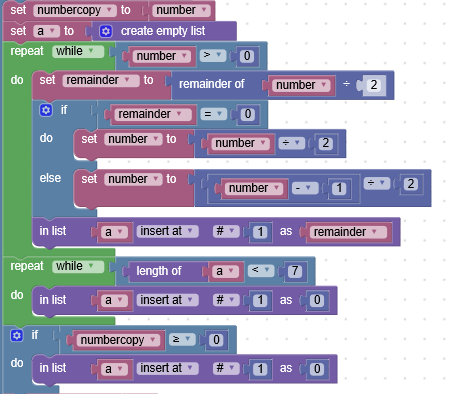 set numbercopy to number
set a to create empty list
repeat while number > 0
do set remainder to remainder of number ÷ 2
if remainder = 0
do set number to number ÷ 2
else set number to number - 1 ÷ 2
in list a insert at # 1 as remainder
repeat while length of a < 7
do in list a insert at # 1 as 0
if numbercopy ≥ 0
do in list a insert at # 1 as 0